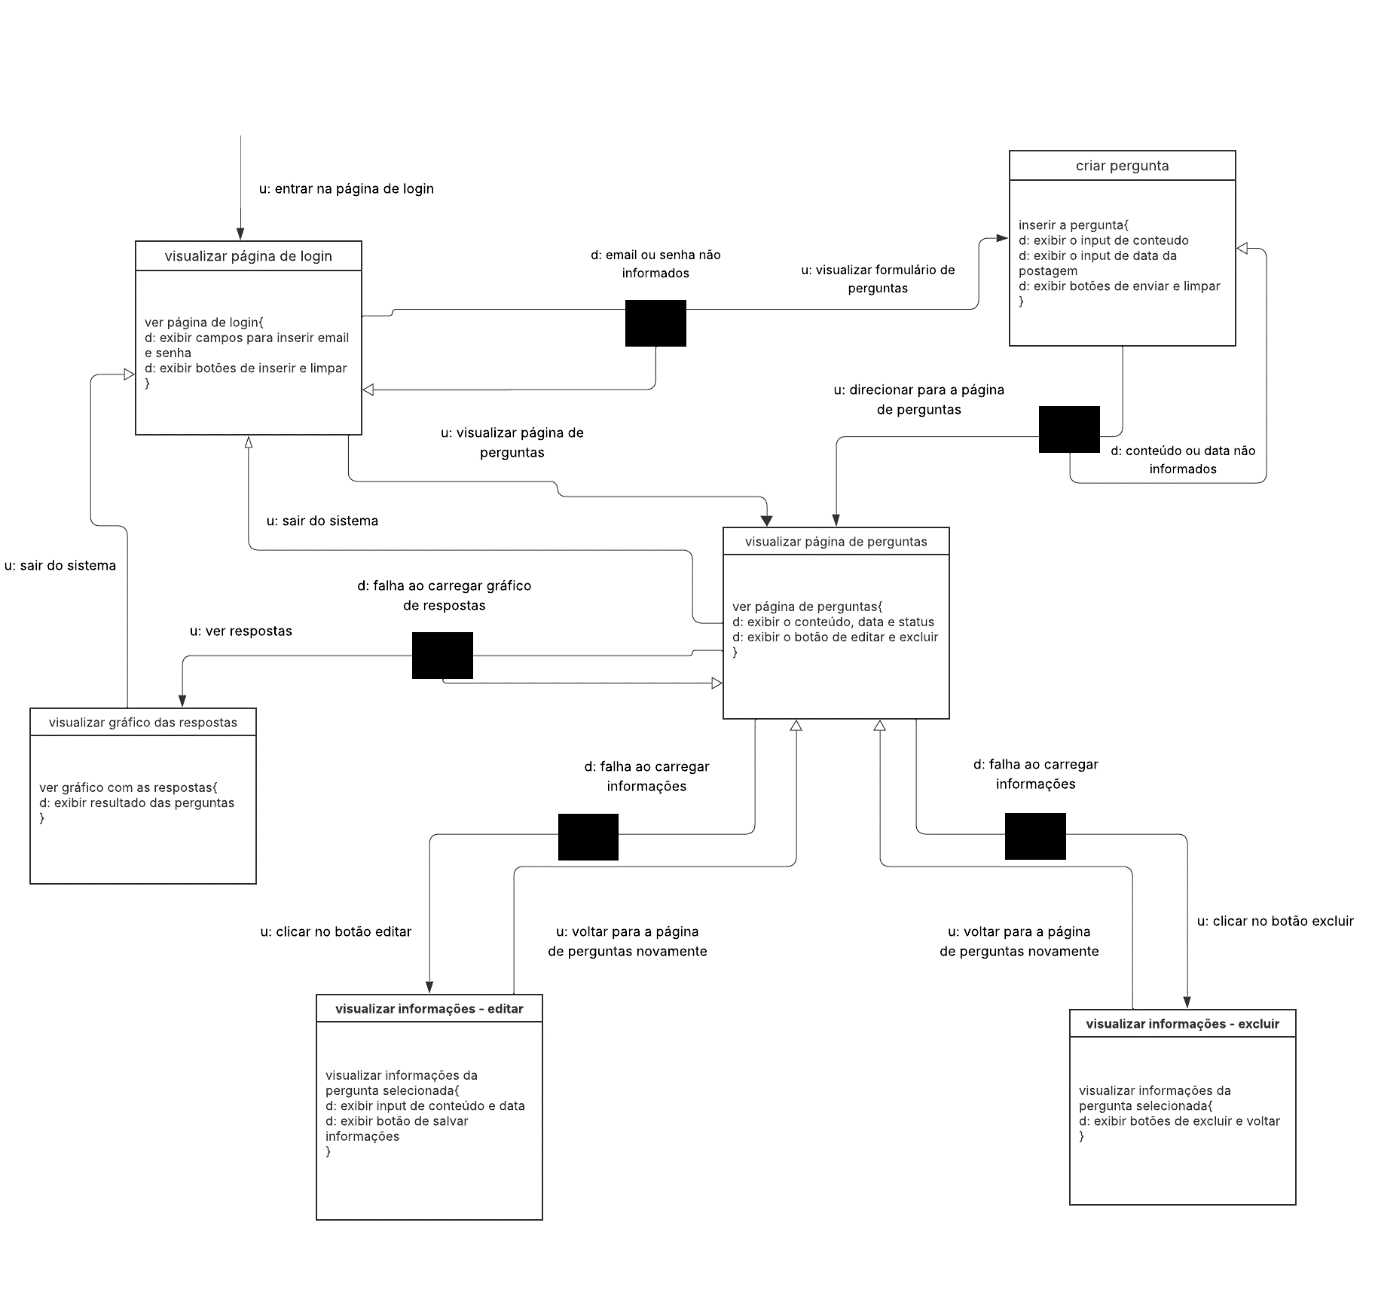 u: entrar na página de login
visualizar página de login
ver página de login{
d: exibir campos para inserir email
e senha
d: exibir botões de inserir e limpar
}
d: email ou senha não
informados
u: visualizar formulário de
perguntas
criar pergunta
inserir a pergunta{
d: exibir o input de conteudo
d: exibir o input de data da
postagem
d: exibir botões de enviar e limpar
}
u: direcionar para a página
de perguntas
d: conteúdo ou data não
informados
u: visualizar página de
perguntas
u: sair do sistema
u: sair do sistema
visualizar página de perguntas
ver página de perguntas{
d: exibir o conteúdo, data e status
d: exibir o botão de editar e excluir
}
d: falha ao carregar gráfico
de respostas
u: ver respostas
visualizar gráfico das respostas
ver gráfico com as respostas{
d: exibir resultado das perguntas
}
d: falha ao carregar
informações
d: falha ao carregar
informações
u: clicar no botão editar
u: voltar para a página
de perguntas novamente
u: voltar para a página
de perguntas novamente
u: clicar no botão excluir
visualizar informações - editar
visualizar informações da
pergunta selecionada{
d: exibir input de conteúdo e data
d: exibir botão de salvar
informações
}
visualizar informações - excluir
visualizar informações da
pergunta selecionada{
d: exibir botões de excluir e voltar
}